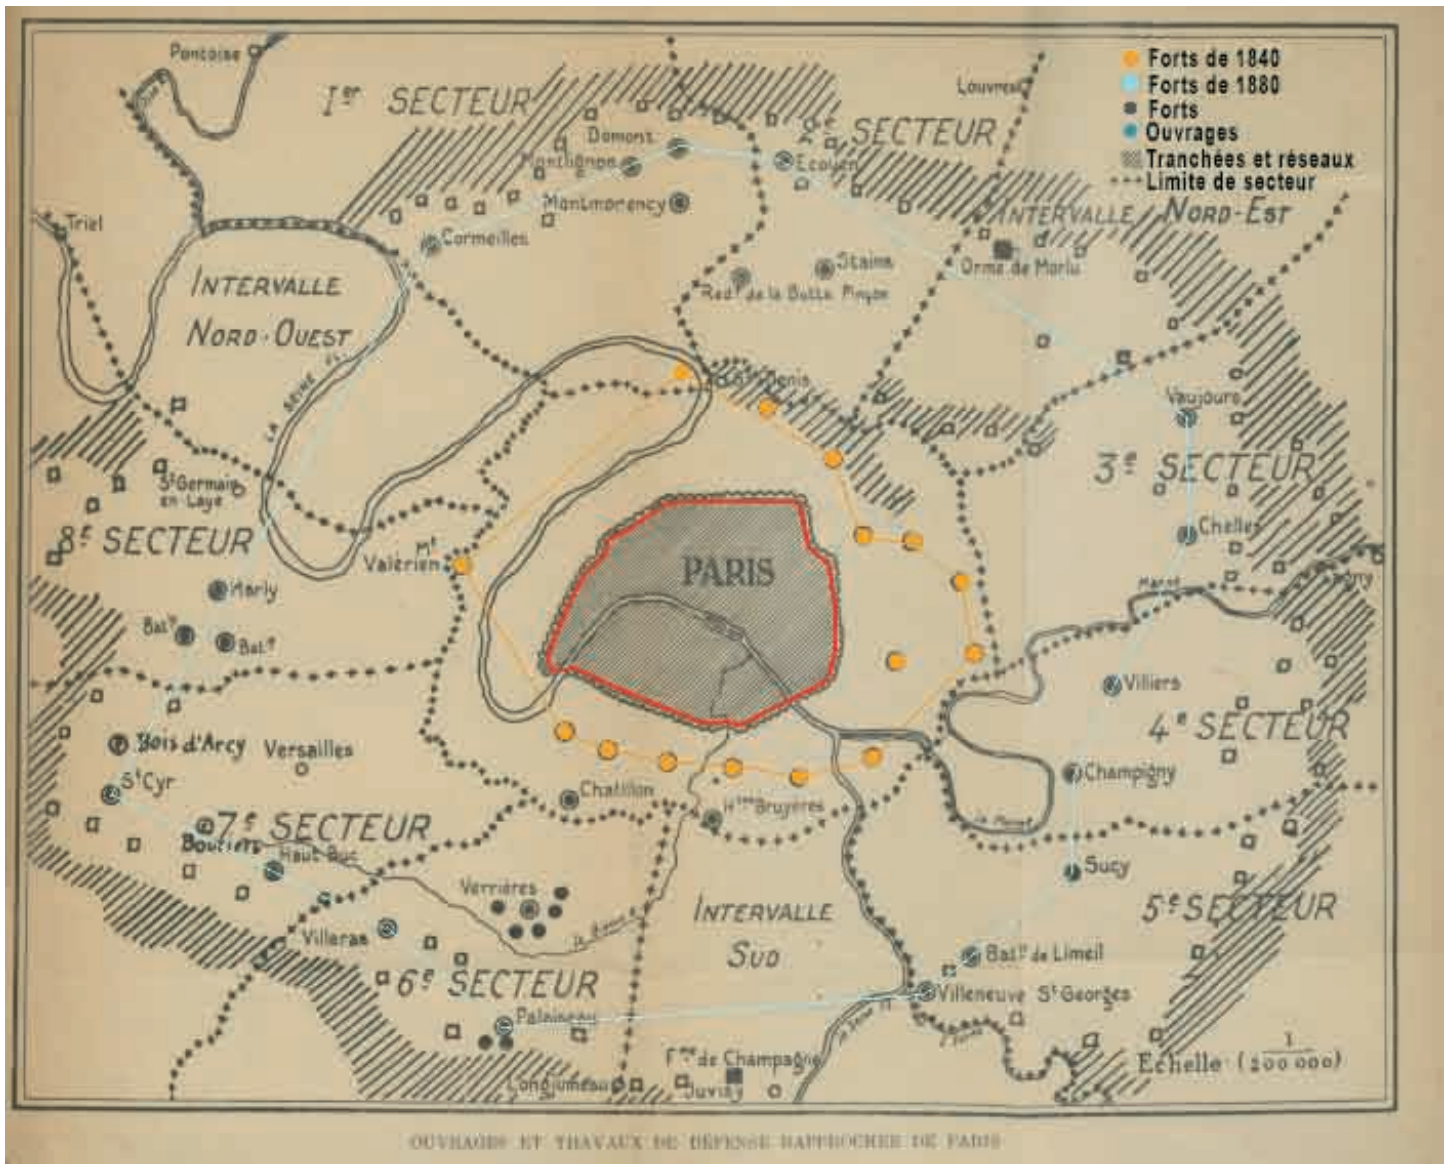 Pontoise
Iᵉʳ SECTEUR
Domont
Montlignon
Montmorency
Cormeilles
Ecouen
SECTEUR
Louvres
Forts de 1840
Forts de 1880
Forts
Ouvrages
Tranchées et réseaux
Limite de secteur
INTERVALLE NORD-EST
Orme de Morlu
Stains
Redᵗ de la Butte Pinçon
Triel
INTERVALLE
NORD-OUEST
LA SEINE Fl.
Sᵗ Denis
Vaujours
3ᵐᵉ SECTEUR
Chelles
Sᵗ Germain
en-Laye
8ᵉ SECTEUR
Mᵗ
Valérien
PARIS
Marly
Batⁱᵉ
Batⁱᵉ
Villiers
4ᵉ SECTEUR
Champigny
Bois d'Arcy
Versailles
Sᵗ Cyr
Chatillon
Hᵗᵉˢ Bruyères
7ᵉ SECTEUR
Bouviers
Haut Buc
Sucy
Verrières
INTERVALLE
SUD
5ᵉ SECTEUR
Villeras
Batⁱᵉ de Limeil
6ᵉ SECTEUR
Villeneuve Sᵗ Georges
Palaiseau
Fᵐᵉ de Champagne
Longjumeau
Juvisy
Echelle (1/200 000)
OUVRAGES ET TRAVAUX DE DÉFENSE RAPPROCHÉE DE PARIS